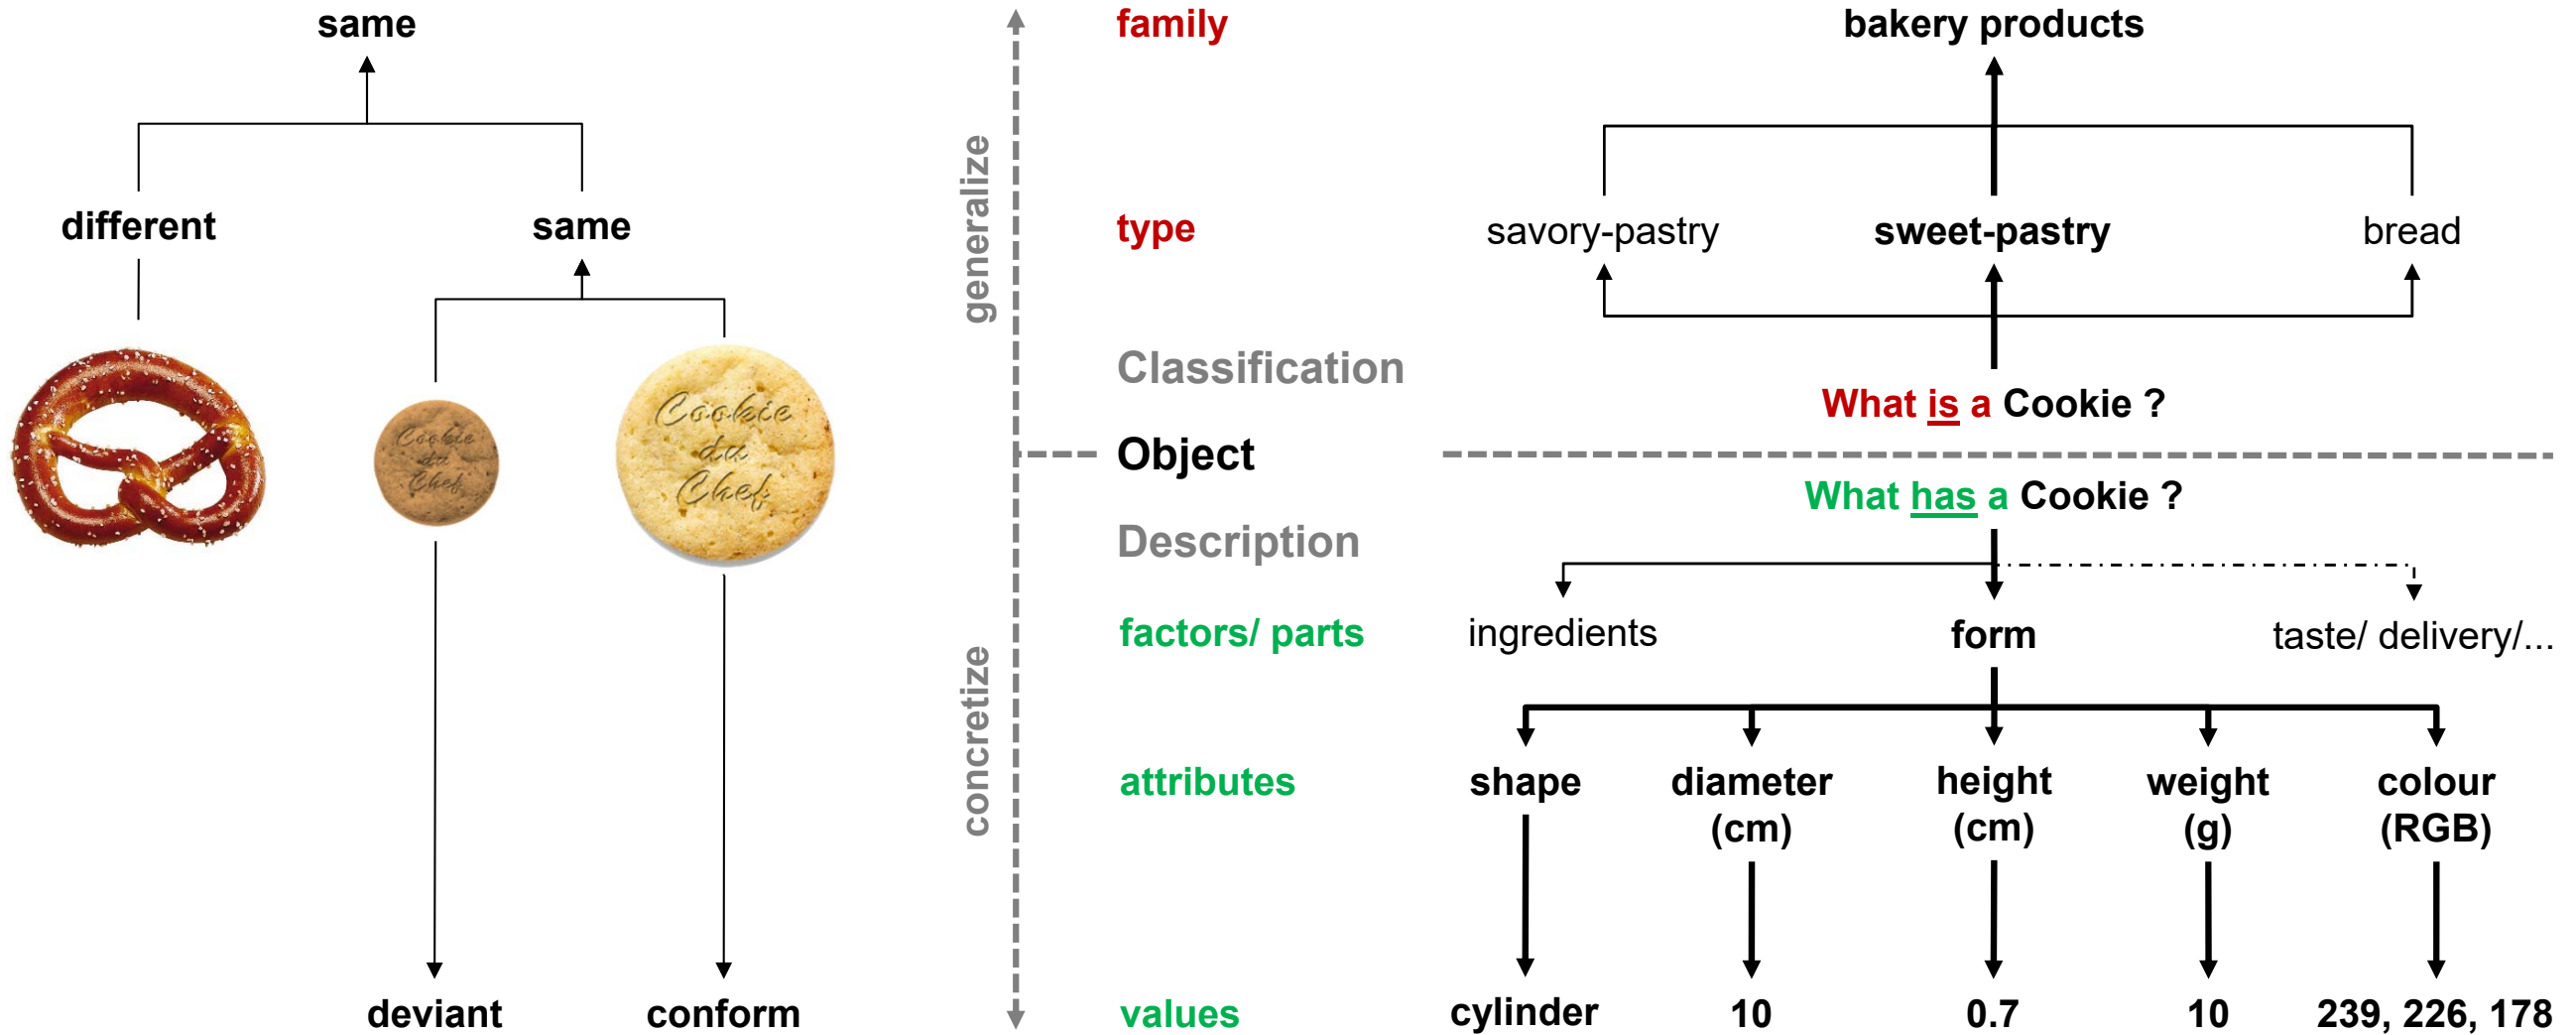 same
family
bakery products
different
same
type
savory-pastry
sweet-pastry
bread
generalize
Classification
What is a Cookie ?
Cookie
du
Chef
Cookie
du
Chef
Object
What has a Cookie ?
Description
factors/ parts
ingredients
form
taste/ delivery/...
concretize
attributes
shape
diameter
(cm)
height
(cm)
weight
(g)
colour
(RGB)
deviant
conform
values
cylinder
10
0.7
10
239, 226, 178